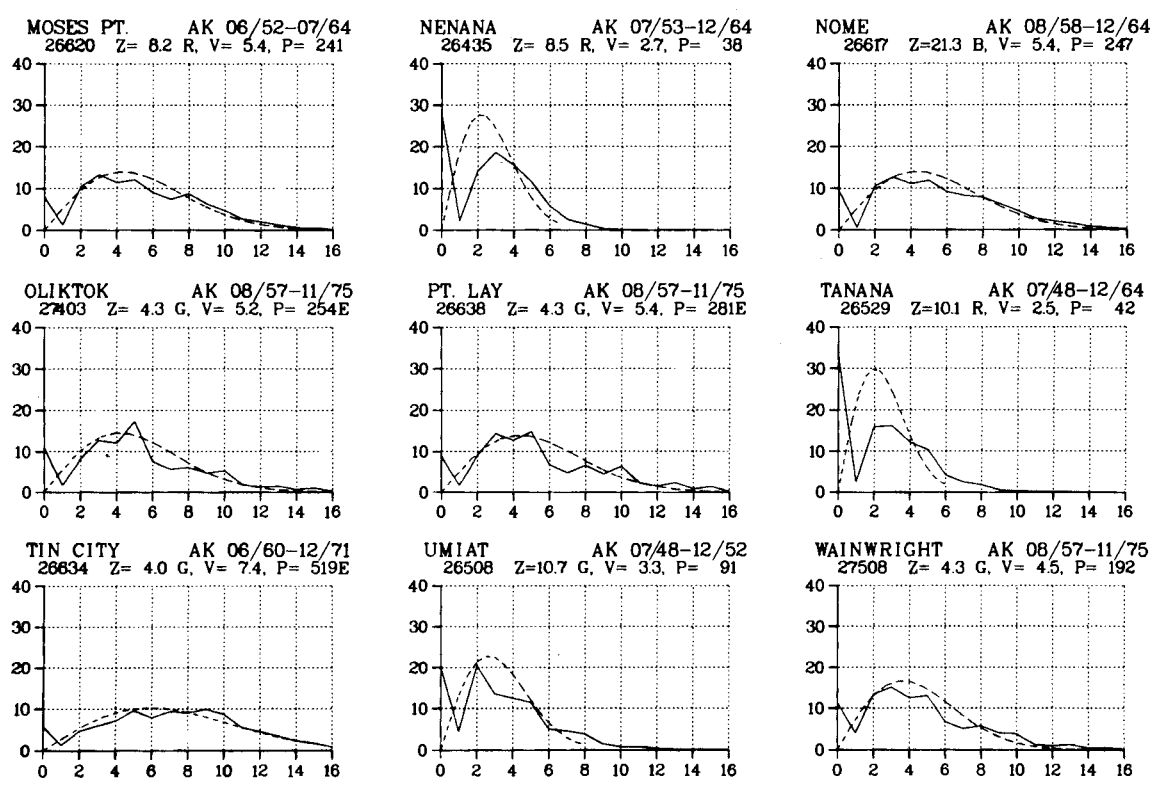 MOSES PT. AK 06/52-07/64
26620 Z= 8.2 R, V= 5.4, P= 241
40
30
20
10
0
0 2 4 6 8 10 12 14 16
NENANA AK 07/53-12/64
26435 Z= 8.5 R, V= 2.7, P= 38
40
30
20
10
0
0 2 4 6 8 10 12 14 16
NOME AK 08/58-12/64
26617 Z=21.3 B, V= 5.4, P= 247
40
30
20
10
0
0 2 4 6 8 10 12 14 16
OLIKTOK AK 08/57-11/75
27403 Z= 4.3 G, V= 5.2, P= 254E
40
30
20
10
0
0 2 4 6 8 10 12 14 16
PT. LAY AK 08/57-11/75
26638 Z= 4.3 G, V= 5.4, P= 281E
40
30
20
10
0
0 2 4 6 8 10 12 14 16
TANANA AK 07/48-12/64
26529 Z=10.1 R, V= 2.5, P= 42
40
30
20
10
0
0 2 4 6 8 10 12 14 16
TIN CITY AK 06/60-12/71
26634 Z= 4.0 G, V= 7.4, P= 519E
40
30
20
10
0
0 2 4 6 8 10 12 14 16
UMIAT AK 07/48-12/52
26508 Z=10.7 G, V= 3.3, P= 91
40
30
20
10
0
0 2 4 6 8 10 12 14 16
WAINWRIGHT AK 08/57-11/75
27508 Z= 4.3 G, V= 4.5, P= 192
40
30
20
10
0
0 2 4 6 8 10 12 14 16